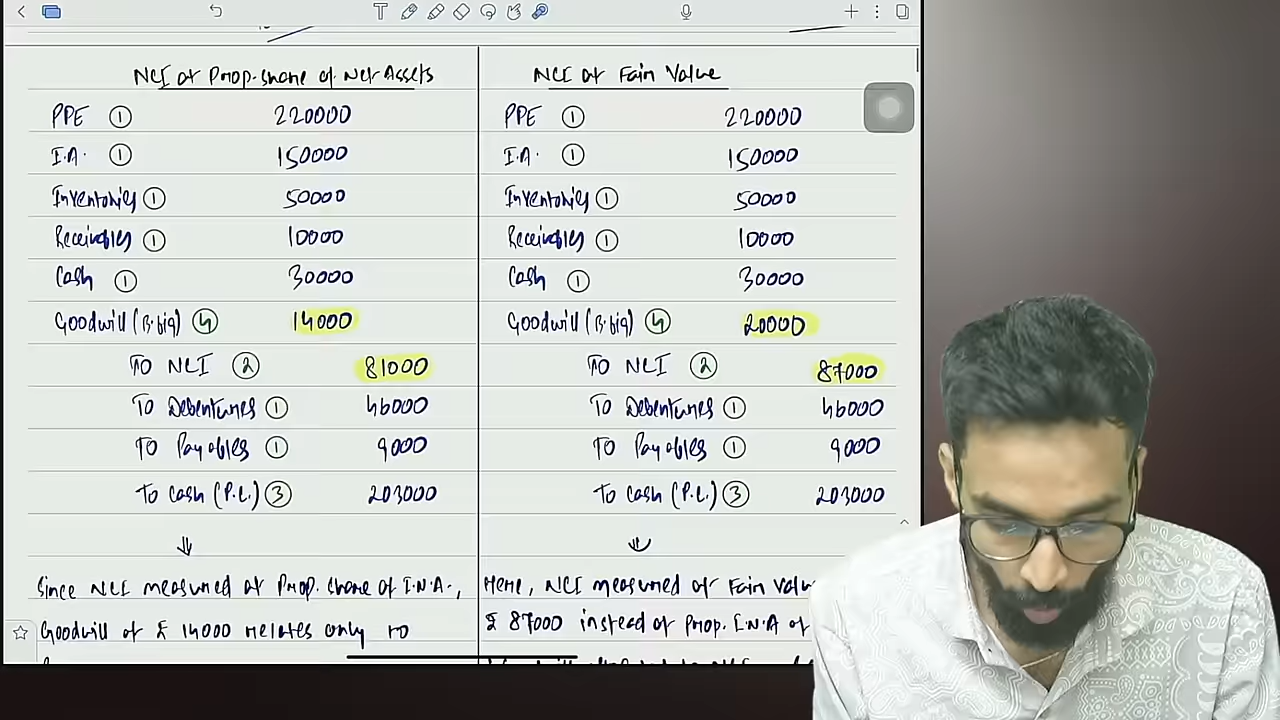 NCI at Prop. share of Net Assets
PPE ① 220000
I.A. ① 150000
Inventories ① 50000
Receivables ① 10000
Cash ① 30000
Goodwill (B.fig) ④ 14000
To NCI ② 81000
To Debentures ① 46000
To Payables ① 9000
To Cash (P.C.) ③ 203000
⇓
Since NCI measured at Prop. share of I.N.A.,
Goodwill of ₹ 14000 relates only to
NCI at Fair Value
PPE ① 220000
I.A. ① 150000
Inventories ① 50000
Receivables ① 10000
Cash ① 30000
Goodwill (B.fig) ④ 20000
To NCI ② 87000
To Debentures ① 46000
To Payables ① 9000
To Cash (P.C.) ③ 203000
⇓
Here, NCI measured at Fair Value
₹ 87000 instead of Prop. I.N.A of